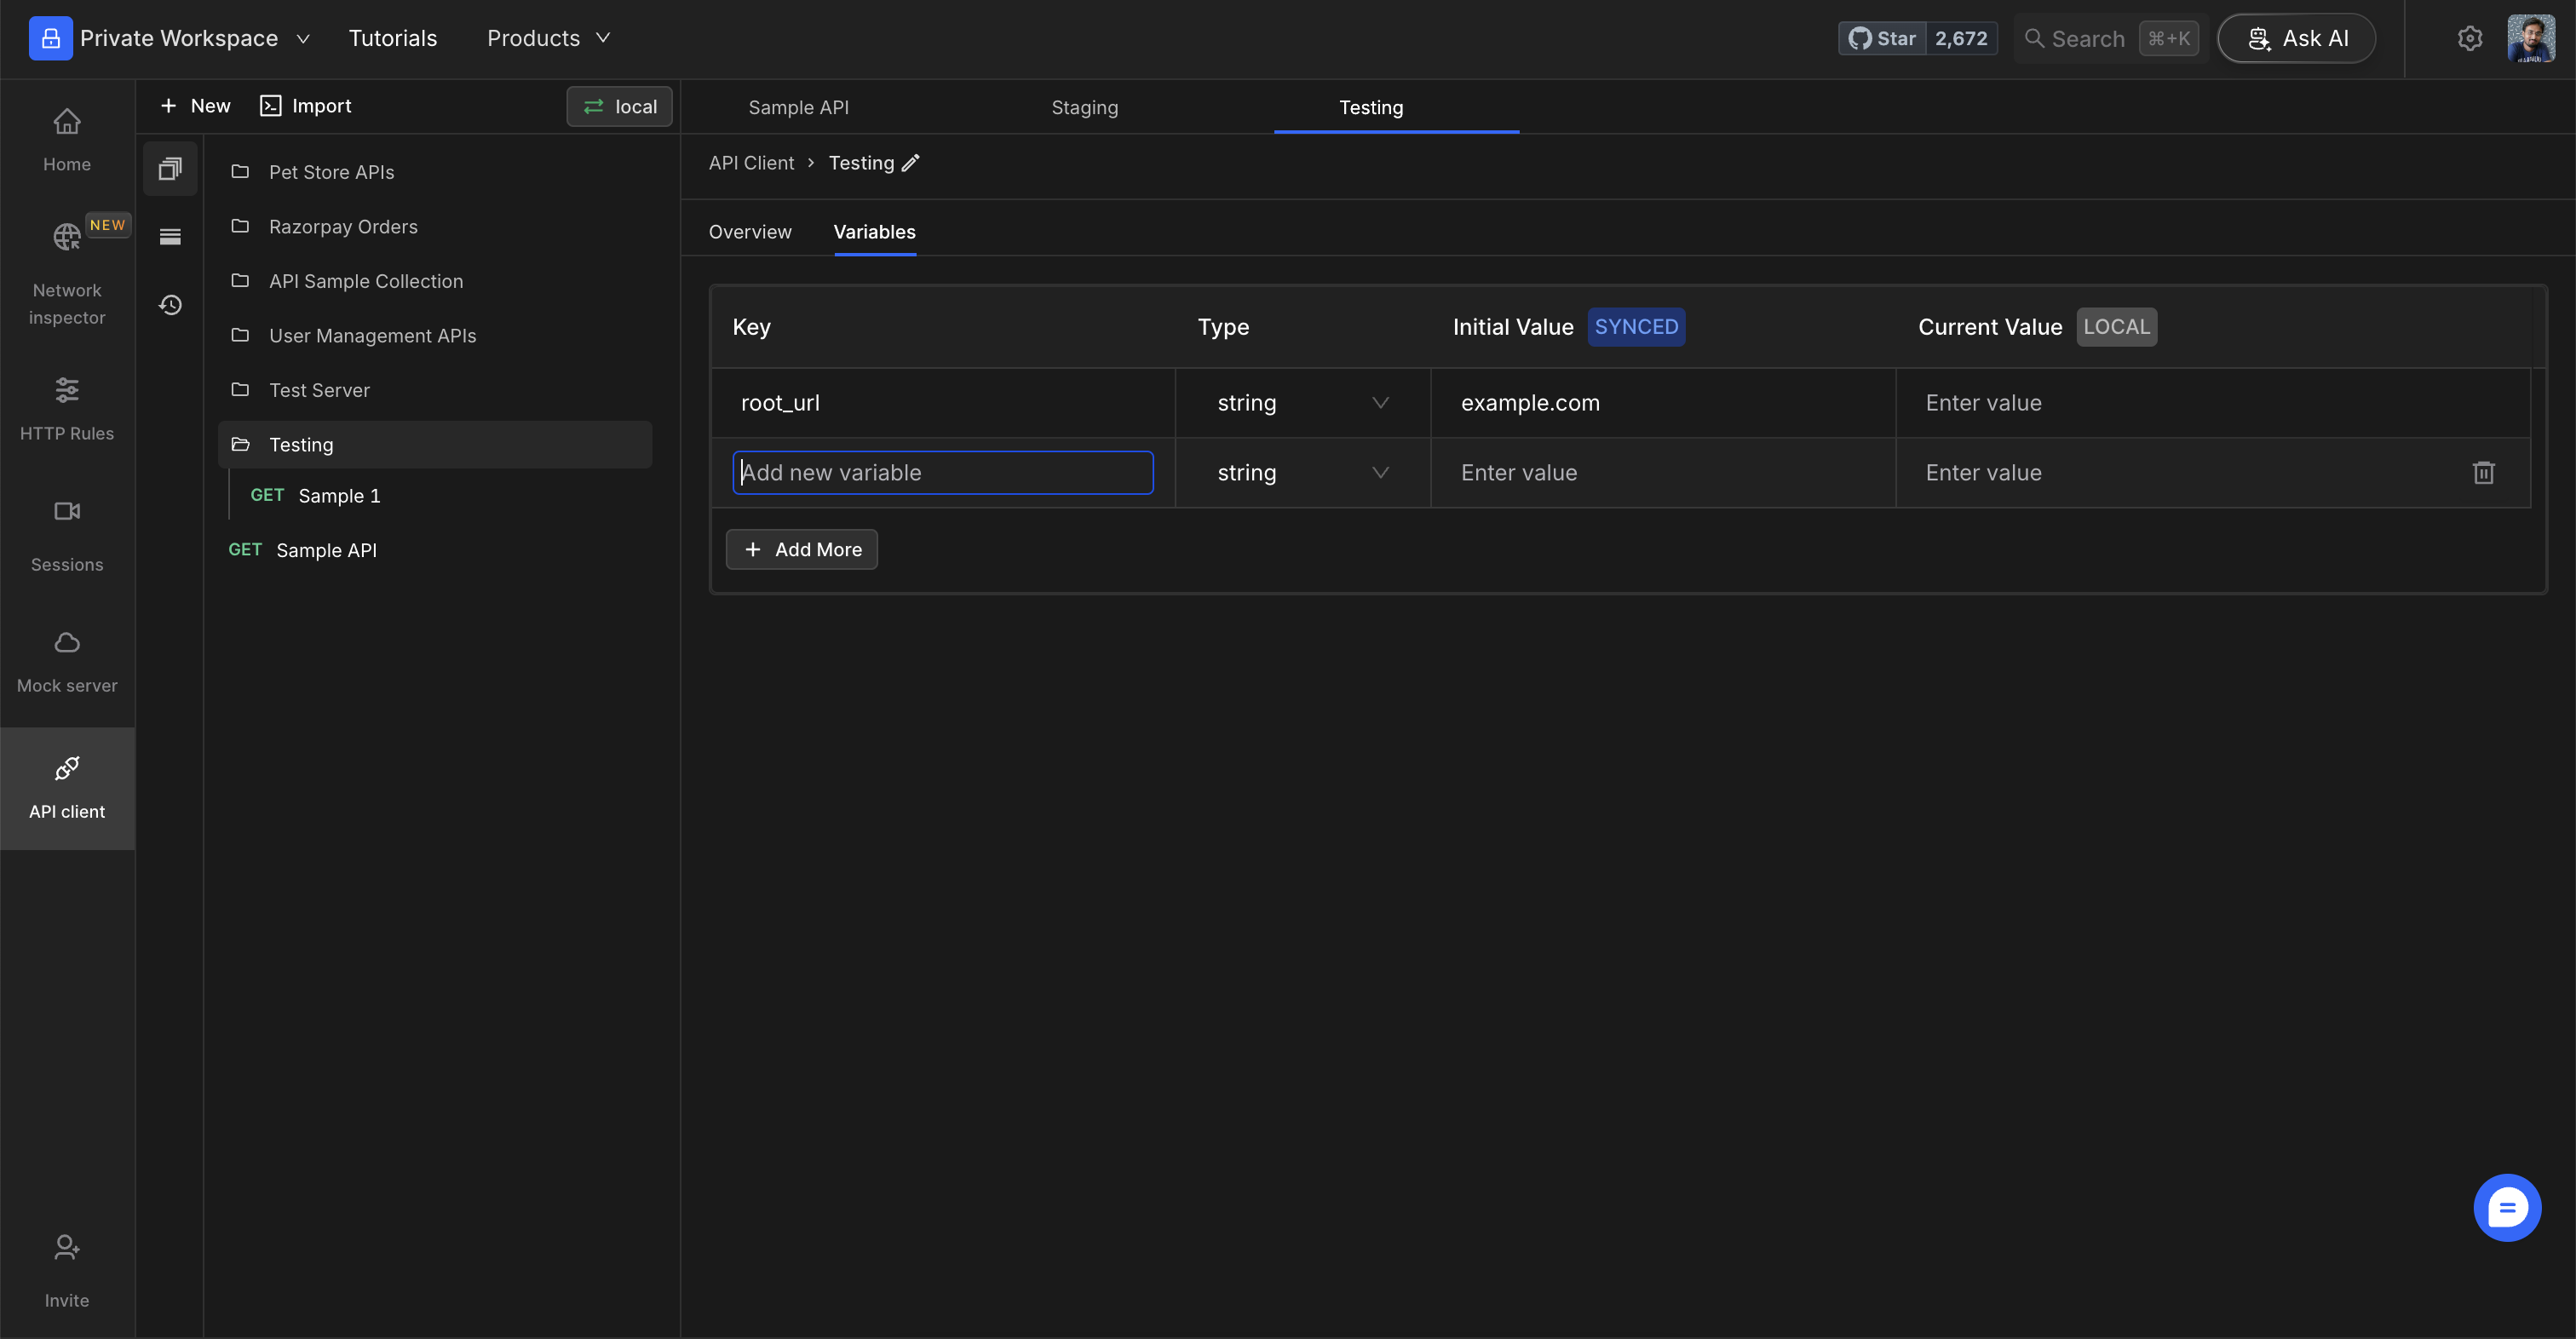 Private Workspace
Tutorials
Products
Star 2,672
Search ⌘+K
Ask AI
Home
NEW
Network
inspector
HTTP Rules
Sessions
Mock server
API client
Invite
+ New
Import
local
Pet Store APIs
Razorpay Orders
API Sample Collection
User Management APIs
Test Server
Testing
GET Sample 1
GET Sample API
Sample API
Staging
Testing
API Client > Testing
Overview
Variables
Key
Type
Initial Value SYNCED
Current Value LOCAL
root_url
string
example.com
Enter value
Add new variable
string
Enter value
Enter value
+ Add More